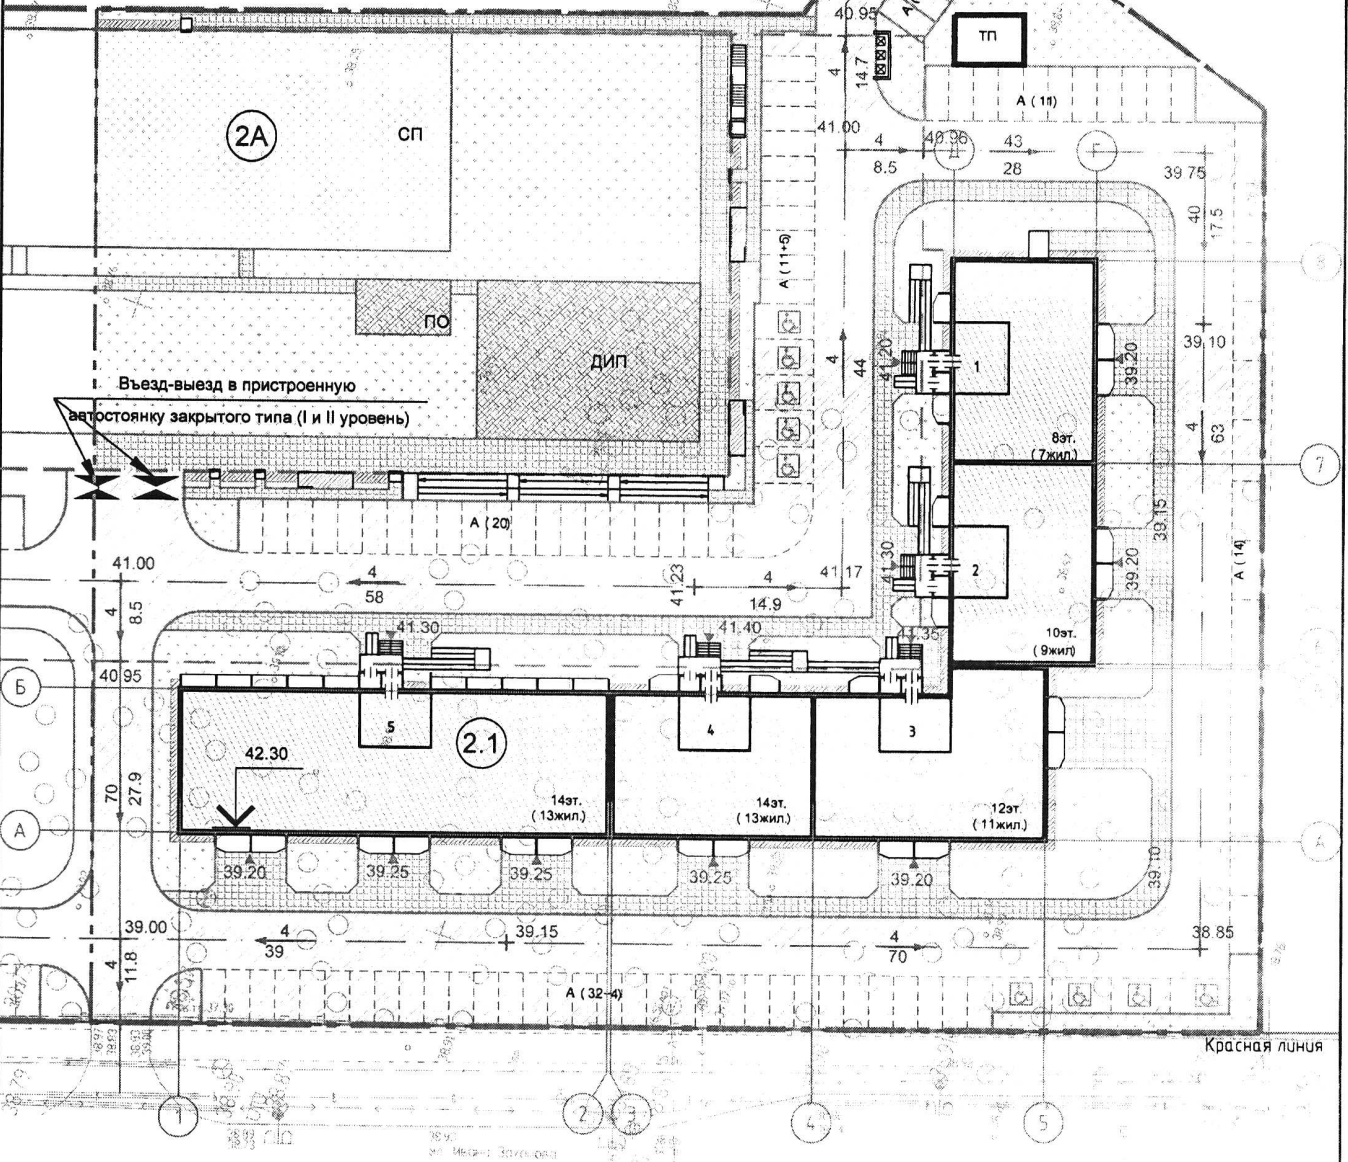 40.95
ТП
А ( 11)
4
14.7
41.00
4
8.5
40.96
Д
43
28
Г
39.75
40
17.5
2А
СП
А ( 11+5)
В
ПО
ДИП
Въезд-выезд в пристроенную
автостоянку закрытого типа (I и II уровень)
4
44
41.20
1
39.20
39.10
4
63
8эт.
( 7жил.)
7
А ( 20)
39.15
А ( 14)
41.00
4
58
41.23
4
14.9
41.17
41.30
2
39.20
4
8.5
41.30
41.40
41.35
10эт.
( 9жил)
Б
40.95
5
2.1
4
3
42.30
70
27.9
14эт.
( 13жил.)
14эт.
( 13жил.)
12эт.
( 11жил.)
А
А
39.20
39.25
39.25
39.25
39.20
39.10
39.00
4
39
39.15
4
70
38.85
4
11.8
А ( 32-4)
Красная линия
1
2
3
4
5